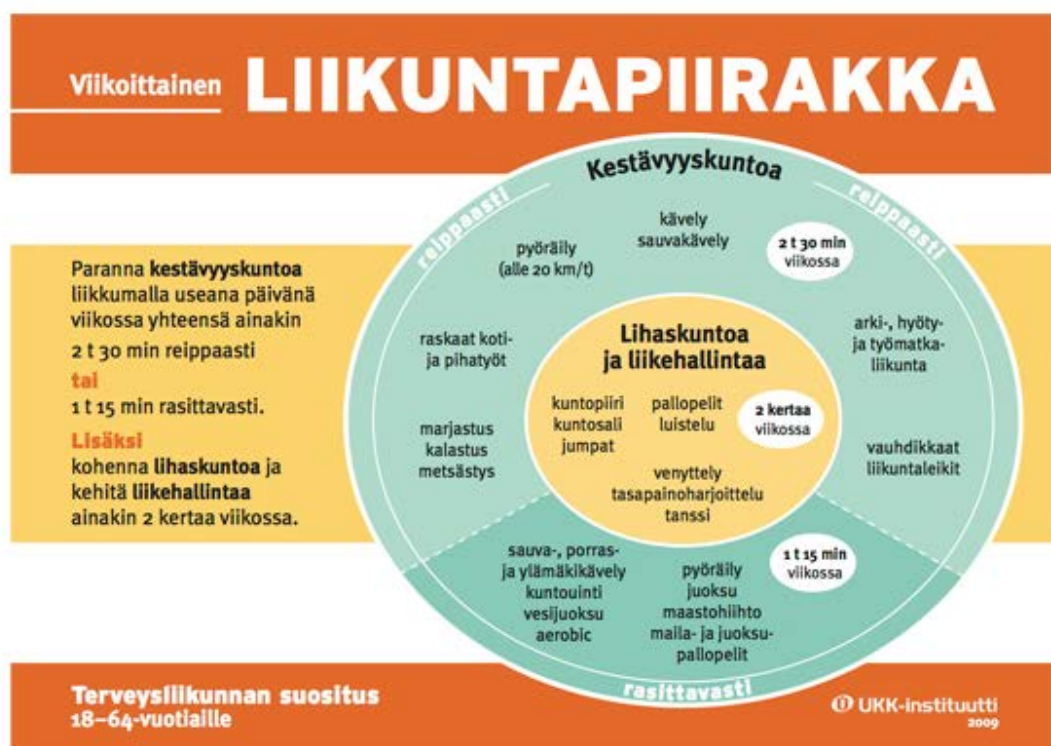 Viikoittainen LIIKUNTAPIIRAKKA
Paranna kestävyyskuntoa
liikkumalla useana päivänä
viikossa yhteensä ainakin
2 t 30 min reippaasti
tai
1 t 15 min rasittavasti.
Lisäksi
kohenna lihaskuntoa ja
kehitä liikehallintaa
ainakin 2 kertaa viikossa.
Kestävyyskuntoa
reippaasti
reippaasti
kävely
sauvakävely
2 t 30 min
viikossa
pyöräily
(alle 20 km/t)
raskaat koti-
ja pihatyöt
arki-, hyöty-
ja työmatka-
liikunta
marjastus
kalastus
metsästys
vauhdikkaat
liikuntaleikit
Lihaskuntoa
ja liikehallintaa
kuntopiiri
kuntosali
jumpat
pallopelit
luistelu
2 kertaa
viikossa
venyttely
tasapainoharjoittelu
tanssi
sauva-, porras-
ja ylämäkikävely
kuntouinti
vesijuoksu
aerobic
pyöräily
juoksu
maastohiihto
maila- ja juoksu-
pallopelit
1 t 15 min
viikossa
rasittavasti
Terveysliikunnan suositus
18–64-vuotiaille
UKK-instituutti
2009